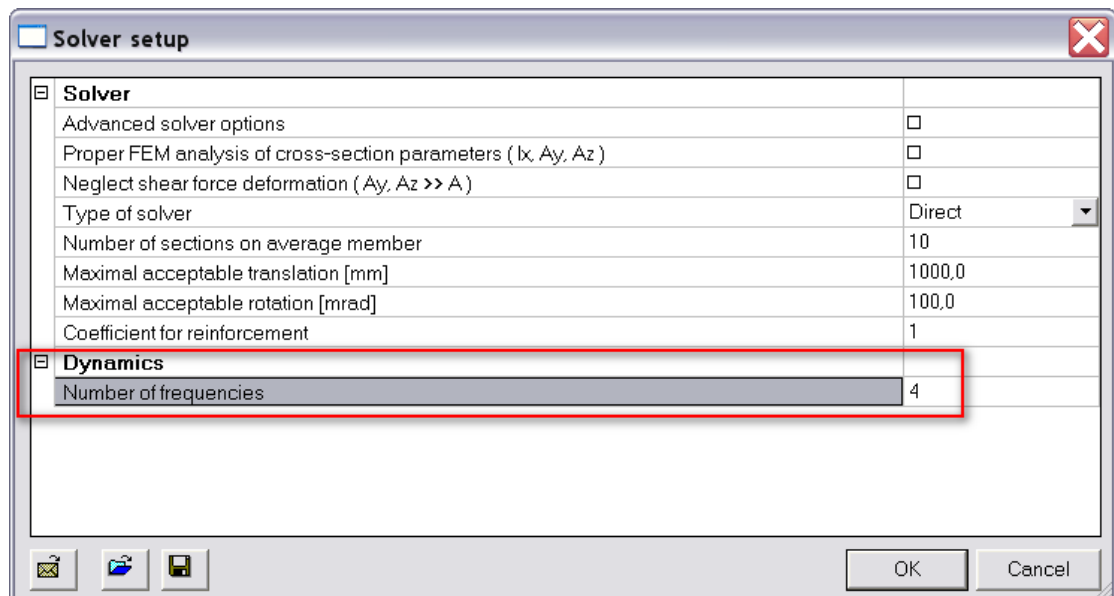 Solver setup
Solver
Advanced solver options
Proper FEM analysis of cross-section parameters ( Ix, Ay, Az )
Neglect shear force deformation ( Ay, Az >> A )
Type of solver Direct
Number of sections on average member 10
Maximal acceptable translation [mm] 1000,0
Maximal acceptable rotation [mrad] 100,0
Coefficient for reinforcement 1
Dynamics
Number of frequencies 4
OK Cancel